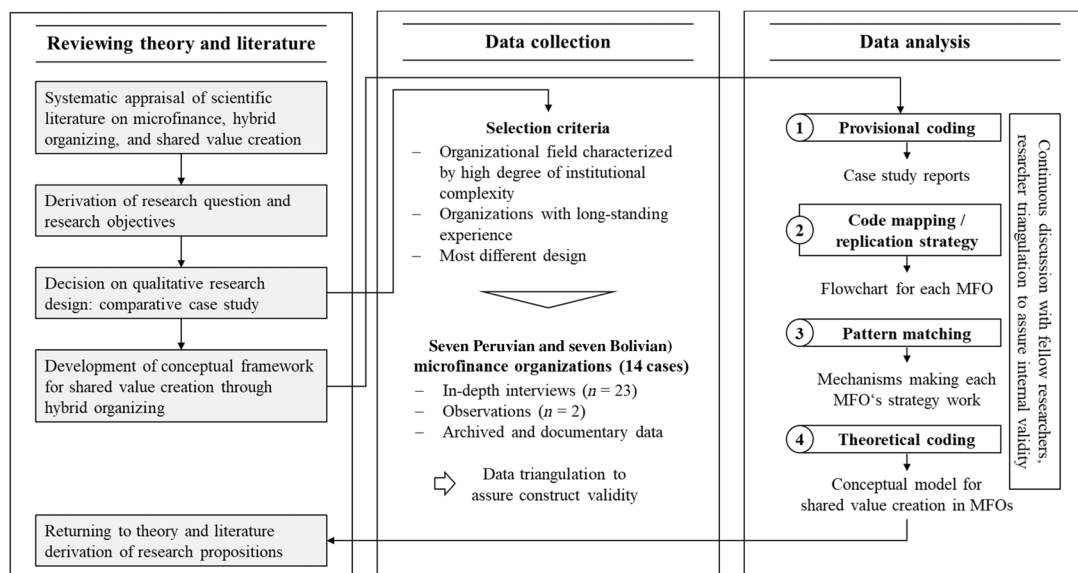 Reviewing theory and literature
Systematic appraisal of scientific
literature on microfinance, hybrid
organizing, and shared value creation
Derivation of research question and
research objectives
Decision on qualitative research
design: comparative case study
Development of conceptual framework
for shared value creation through
hybrid organizing
Returning to theory and literature
derivation of research propositions
Data collection
Selection criteria
– Organizational field characterized
by high degree of institutional
complexity
– Organizations with long-standing
experience
– Most different design
Seven Peruvian and seven Bolivian)
microfinance organizations (14 cases)
– In-depth interviews (n = 23)
– Observations (n = 2)
– Archived and documentary data
Data triangulation to
assure construct validity
Data analysis
1 Provisional coding
Case study reports
2 Code mapping /
replication strategy
Flowchart for each MFO
3 Pattern matching
Mechanisms making each
MFO‘s strategy work
4 Theoretical coding
Conceptual model for
shared value creation in MFOs
Continuous discussion with fellow researchers,
resarcher triangulation to assure internal validity